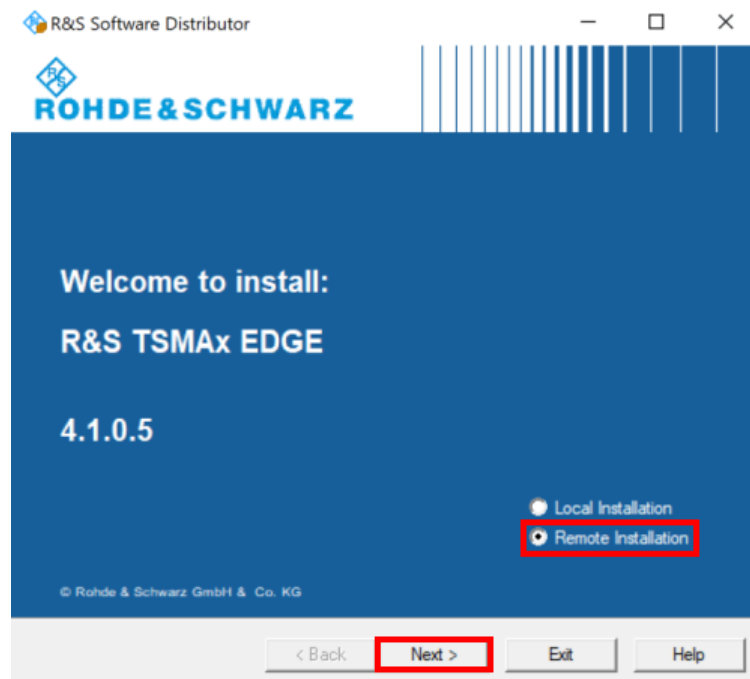 R&S Software Distributor
R&S
ROHDE&SCHWARZ
Welcome to install:
R&S TSMAx EDGE
4.1.0.5
Local Installation
Remote Installation
© Rohde & Schwarz GmbH & Co. KG
< Back Next > Exit Help